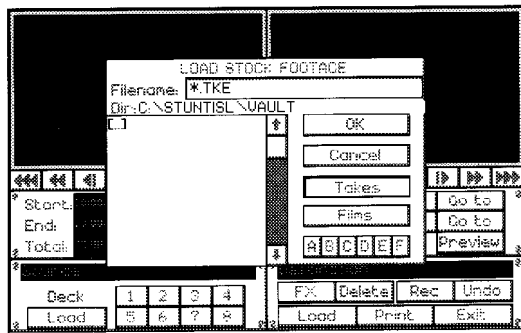 LOAD STOCK FOOTAGE
Filename: *.TKE
Dir:C:\STUNTISL\VAULT
[..]
OK
Cancel
Takes
Films
A B C D E F
Start:
End:
Total:
Go to
Go to
Preview
Deck 1 2 3 4
Load 5 6 7 8
FX Delete Rec Undo
Load Print Exit